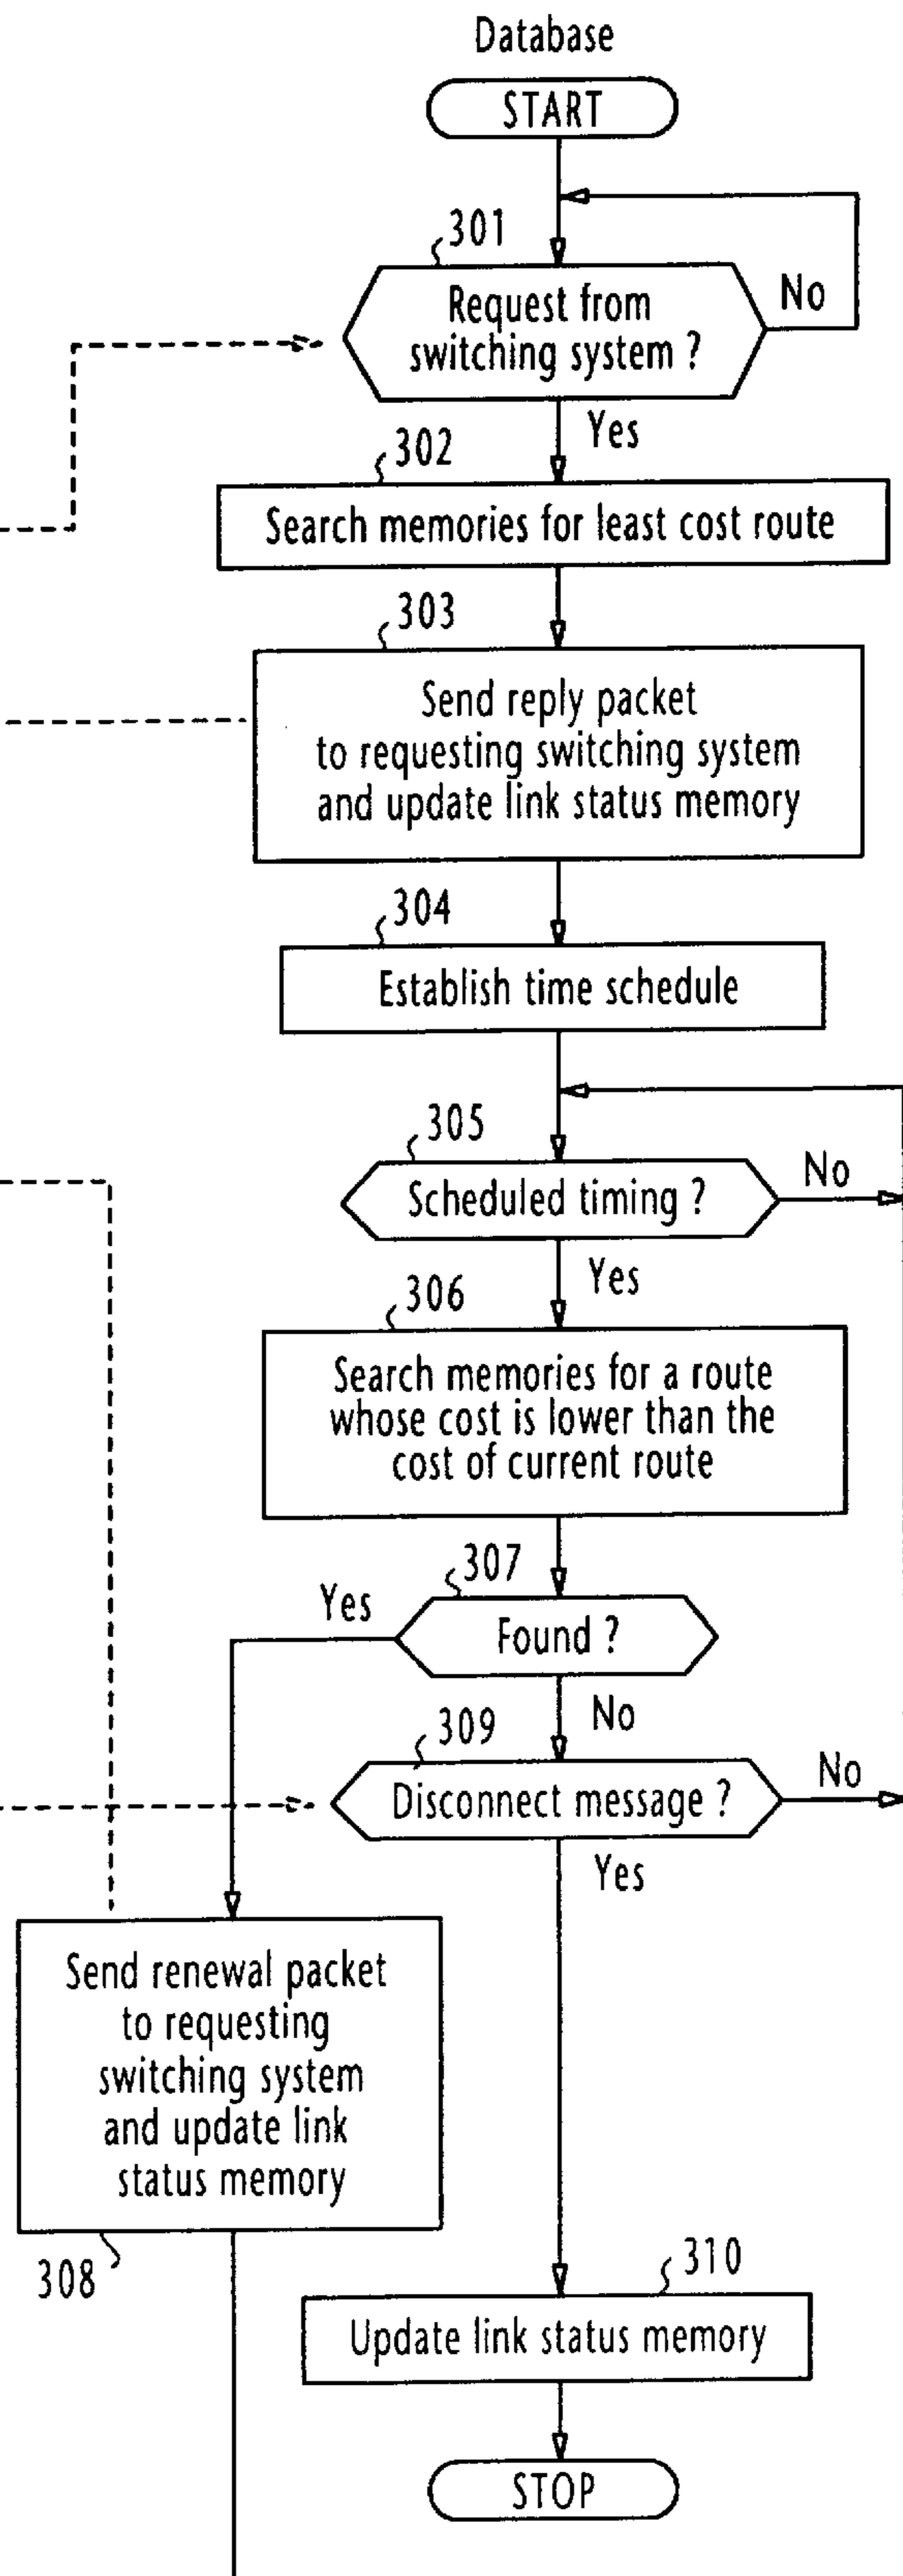 Database
START
301
Request from
switching system ?
No
Yes
302
Search memories for least cost route
303
Send reply packet
to requesting switching system
and update link status memory
304
Establish time schedule
305
Scheduled timing ?
No
Yes
306
Search memories for a route
whose cost is lower than the
cost of current route
307
Yes
Found ?
No
309
Disconnect message ?
No
Yes
Send renewal packet
to requesting
switching system
and update link
status memory
308
310
Update link status memory
STOP